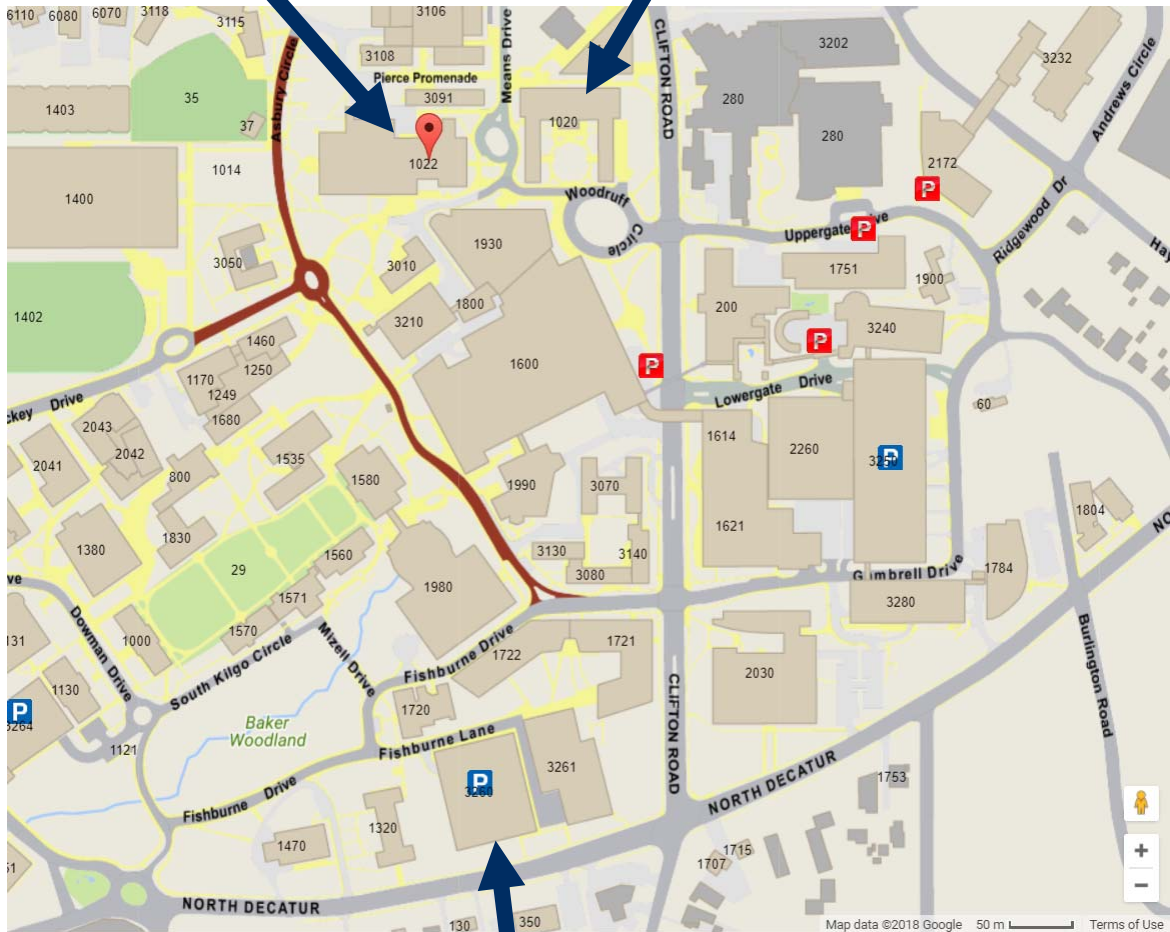 6110
6080
6070
3118
3115
3106
3108
Pierce Promenade
3091
Means Drive
CLIFTON ROAD
3202
3232
280
280
Andrews Circle
1403
35
37
Asbury Circle
1020
1022
1014
2172
P
1400
Woodruff
Circle
Uppergate Drive
P
Ridgewood Dr
1930
3010
3050
1751
1900
1402
1800
3210
200
3240
P
1460
1250
1170
1249
1680
1600
P
Lowergate Drive
60
2043
2042
2041
800
1535
1580
1614
2260
P
3250
1990
3070
1621
1804
1380
1830
29
1560
3130
3140
3080
Gambrell Drive
1784
1571
1980
3280
1000
1570
Dowman Drive
South Kilgo Circle
Mizell Drive
Fishburne Drive
1722
1721
2030
Burlington Road
1130
P
3264
1720
CLIFTON ROAD
Baker
Woodland
1121
Fishburne Lane
3261
P
3260
Fishburne Drive
1320
1470
NORTH DECATUR
1753
1715
1707
NORTH DECATUR
130
350
+
−
Map data ©2018 Google 50 m Terms of Use